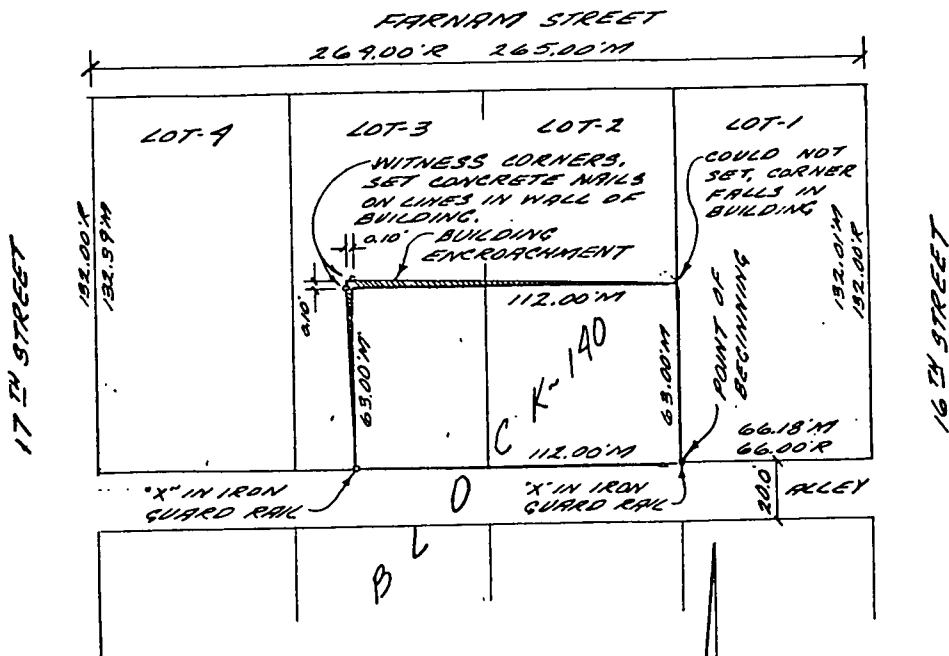 FARNAM STREET
264.00'R 265.00'M
LOT-4
LOT-3
LOT-2
LOT-1
WITNESS CORNERS,
SET CONCRETE NAILS
ON LINES IN WALL OF
BUILDING.
COULD NOT
SET, CORNER
FALLS IN
BUILDING
0.10'
BUILDING
ENCROACHMENT
132.00'R
132.39'M
17TH STREET
0.10'
112.00'M
63.00'M
63.00'M
POINT OF
BEGINNING
132.01'M
132.00'R
16TH STREET
66.18'M
66.00'R
112.00'M
"X" IN IRON
GUARD RAIL
"X" IN IRON
GUARD RAIL
20.0'
ALLEY
B L O C K - 140